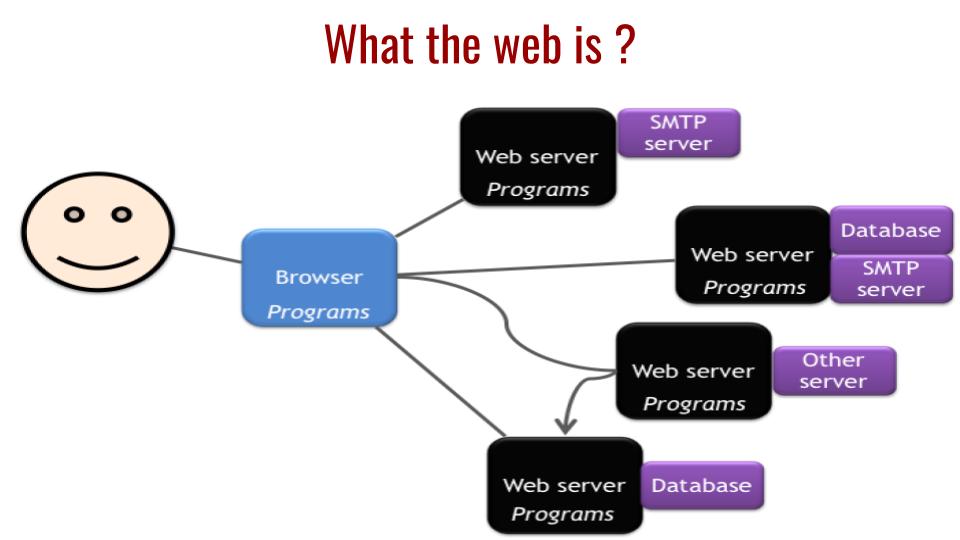 What the web is ?
SMTP
server
Web server
Programs
Database
Web server
SMTP
server
Programs
Browser
Programs
Other
server
Web server
Programs
Web server
Database
Programs